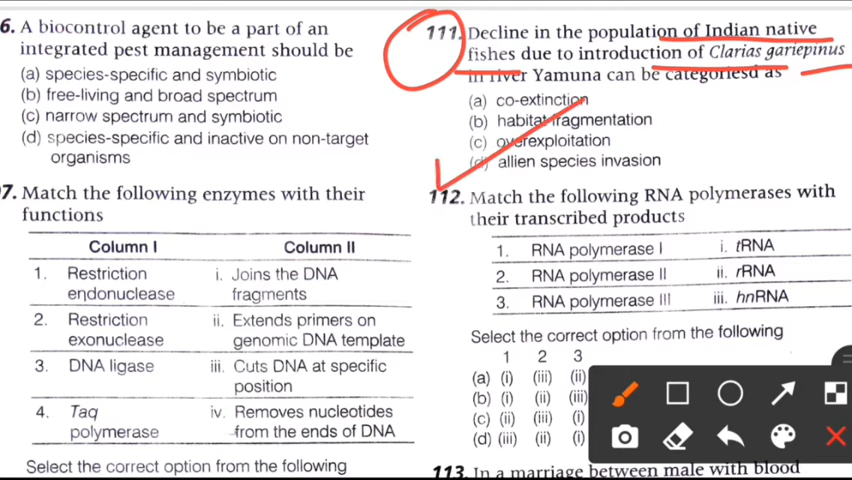 6. A biocontrol agent to be a part of an
integrated pest management should be
(a) species-specific and symbiotic
(b) free-living and broad spectrum
(c) narrow spectrum and symbiotic
(d) species-specific and inactive on non-target
organisms
7. Match the following enzymes with their
functions
Column I Column II
1. Restriction endonuclease i. Joins the DNA fragments
2. Restriction exonuclease ii. Extends primers on genomic DNA template
3. DNA ligase iii. Cuts DNA at specific position
4. Taq polymerase iv. Removes nucleotides from the ends of DNA
Select the correct option from the following
111. Decline in the population of Indian native
fishes due to introduction of Clarias gariepinus
in river Yamuna can be categoriesd as
(a) co-extinction
(b) habitat fragmentation
(c) overexploitation
(d) allien species invasion
112. Match the following RNA polymerases with
their transcribed products
1. RNA polymerase I i. tRNA
2. RNA polymerase II ii. rRNA
3. RNA polymerase III iii. hnRNA
Select the correct option from the following
1 2 3
(a) (i) (iii) (ii)
(b) (i) (ii) (iii)
(c) (ii) (iii) (i)
(d) (iii) (ii) (i)
113. In a marriage between male with blood